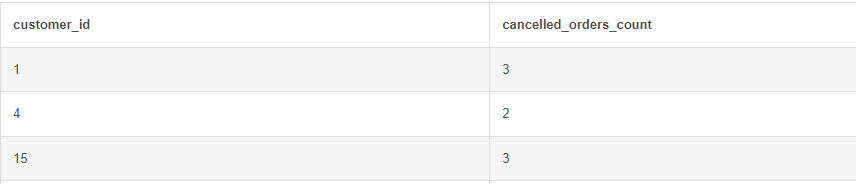 customer_id cancelled_orders_count
1 3
4 2
15 3